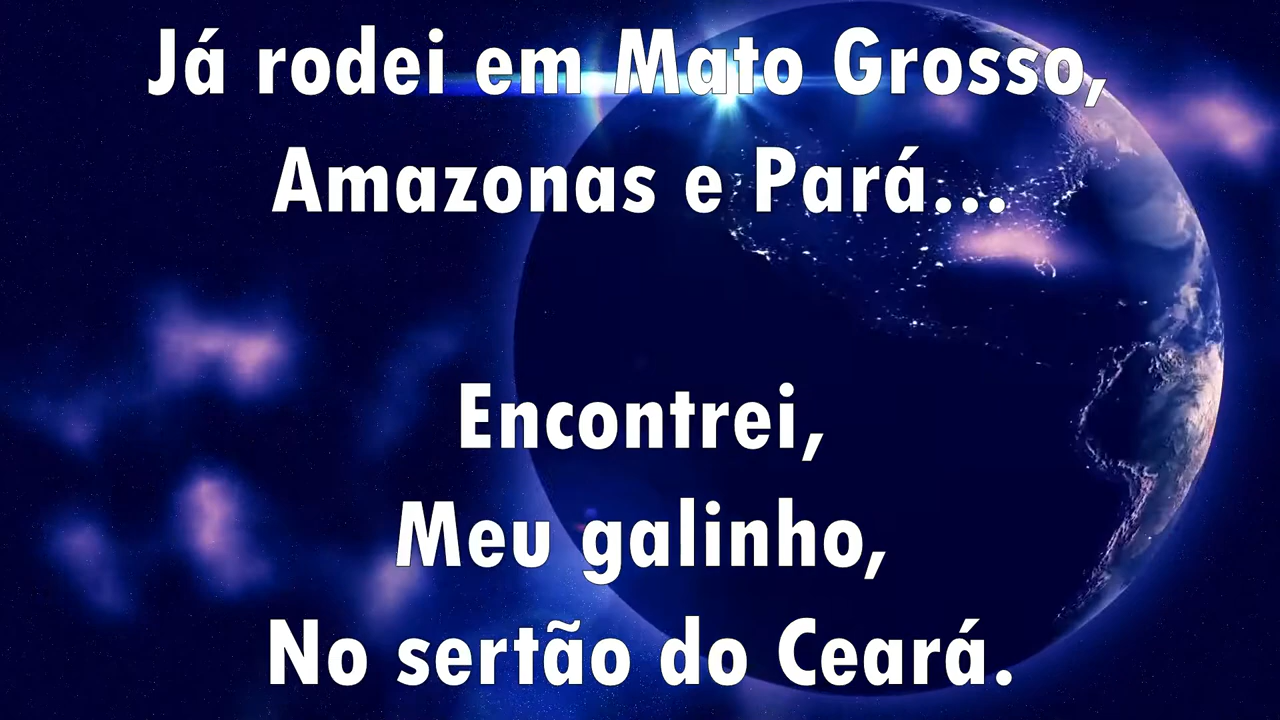 Já rodei em Mato Grosso,
Amazonas e Pará...
Encontrei,
Meu galinho,
No sertão do Ceará.